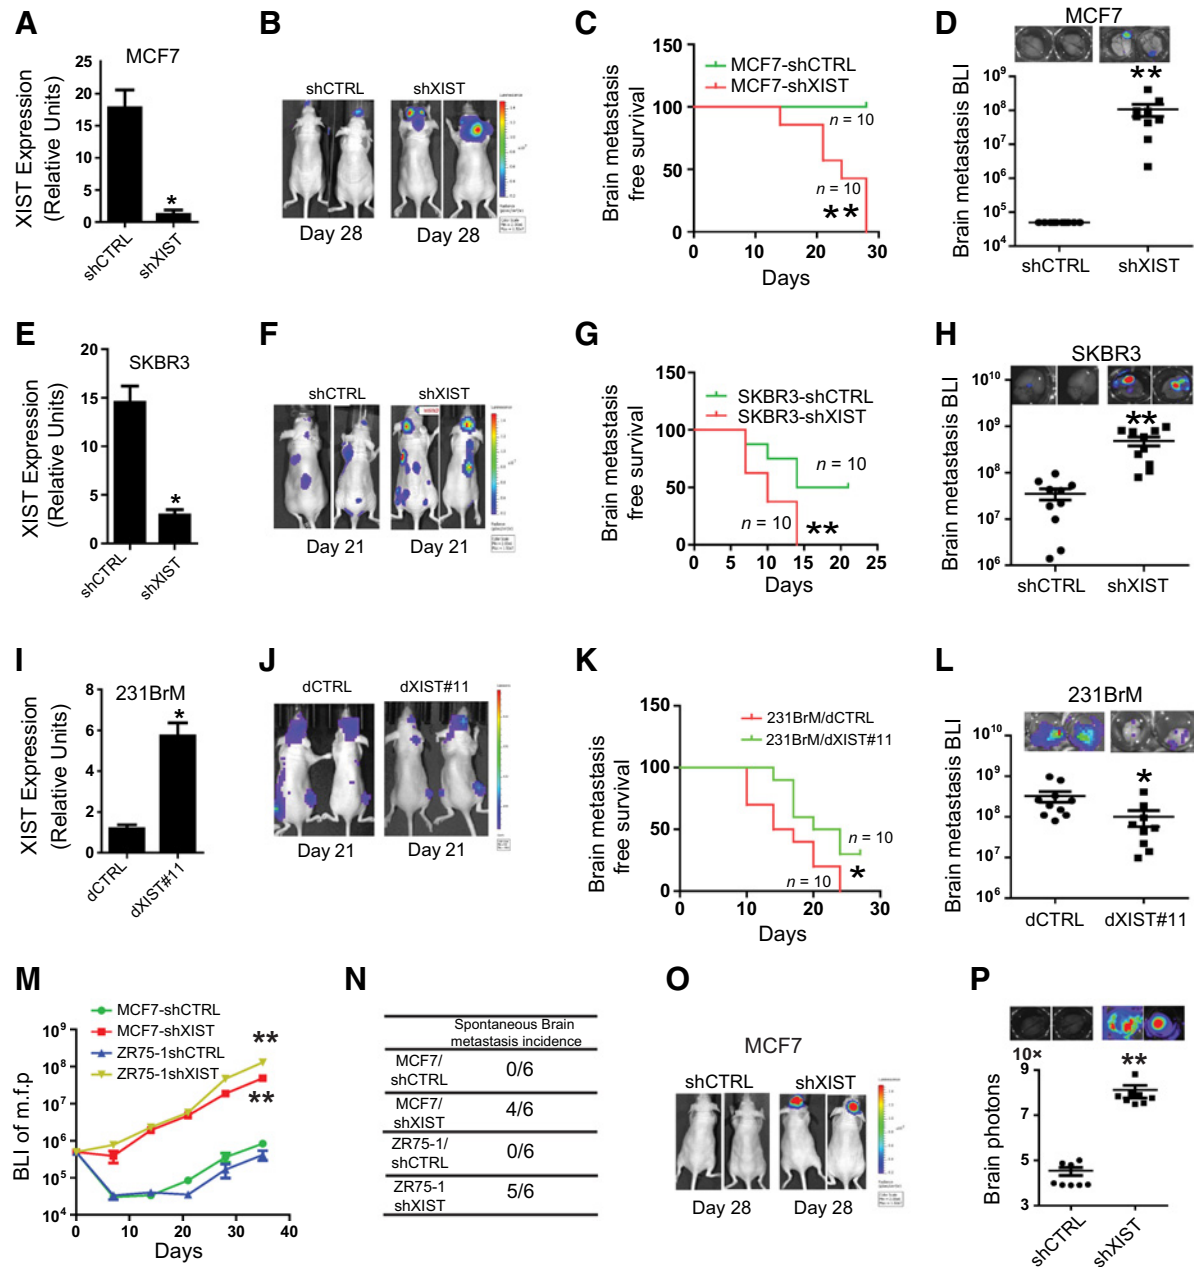 A
MCF7
XIST Expression
(Relative Units)
25
20
15
10
5
0
*
shCTRL
shXIST
B
shCTRL
shXIST
Day 28
Day 28
C
Brain metastasis
free survival
150
100
50
0
MCF7-shCTRL
MCF7-shXIST
n = 10
n = 10
**
0
10
20
30
Days
D
MCF7
Brain metastasis BLI
10⁹
10⁸
10⁷
10⁶
10⁵
10⁴
**
shCTRL
shXIST
E
SKBR3
XIST Expression
(Relative Units)
20
15
10
5
0
*
shCTRL
shXIST
F
shCTRL
shXIST
Day 21
Day 21
G
Brain metastasis
free survival
150
100
50
0
SKBR3-shCTRL
SKBR3-shXIST
n = 10
n = 10
**
0
5
10
15
20
25
Days
H
SKBR3
Brain metastasis BLI
10¹⁰
10⁹
10⁸
10⁷
10⁶
**
shCTRL
shXIST
I
231BrM
XIST Expression
(Relative Units)
8
6
4
2
0
*
dCTRL
dXIST#11
J
dCTRL
dXIST#11
Day 21
Day 21
K
Brain metastasis
free survival
150
100
50
0
231BrM/dCTRL
231BrM/dXIST#11
n = 10
n = 10
*
0
10
20
30
Days
L
231BrM
Brain metastasis BLI
10¹⁰
10⁹
10⁸
10⁷
10⁶
*
dCTRL
dXIST#11
M
MCF7-shCTRL
MCF7-shXIST
ZR75-1shCTRL
ZR75-1shXIST
BLI of m.f.p
10⁹
10⁸
10⁷
10⁶
10⁵
10⁴
**
**
0
10
20
30
40
Days
N
Spontaneous Brain
metastasis incidence
MCF7/
shCTRL
0/6
MCF7/
shXIST
4/6
ZR75-1/
shCTRL
0/6
ZR75-1
shXIST
5/6
O
MCF7
shCTRL
shXIST
Day 28
Day 28
P
10×
Brain photons
9
7
5
3
**
shCTRL
shXIST